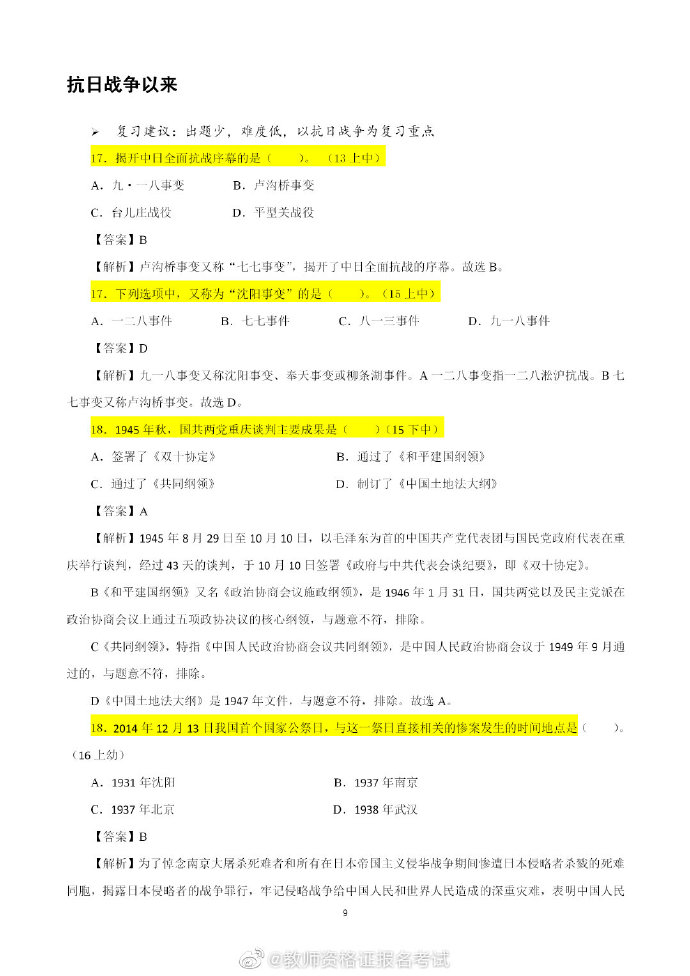 抗日战争以来
➢ 复习建议：出题少，难度低，以抗日战争为复习重点
17．揭开中日全面抗战序幕的是（　　）。（13 上中）
A．九·一八事变　　B．卢沟桥事变
C．台儿庄战役　　D．平型关战役
【答案】B
【解析】卢沟桥事变又称“七七事变”，揭开了中日全面抗战的序幕。故选 B。
17．下列选项中，又称为“沈阳事变”的是（　　）。（15 上中）
A．一二八事件　　B．七七事件　　C．八一三事件　　D．九一八事件
【答案】D
【解析】九一八事变又称沈阳事变、奉天事变或柳条湖事件。A 一二八事变指一二八淞沪抗战。B 七
七事变又称卢沟桥事变。故选 D。
18．1945 年秋，国共两党重庆谈判主要成果是（　　）（15 下中）
A．签署了《双十协定》　　B．通过了《和平建国纲领》
C．通过了《共同纲领》　　D．制订了《中国土地法大纲》
【答案】A
【解析】1945 年 8 月 29 日至 10 月 10 日，以毛泽东为首的中国共产党代表团与国民党政府代表在重
庆举行谈判，经过 43 天的谈判，于 10 月 10 日签署《政府与中共代表会谈纪要》，即《双十协定》。
B《和平建国纲领》又名《政治协商会议施政纲领》，是 1946 年 1 月 31 日，国共两党以及民主党派在
政治协商会议上通过五项政协决议的核心纲领，与题意不符，排除。
C《共同纲领》，特指《中国人民政治协商会议共同纲领》，是中国人民政治协商会议于 1949 年 9 月通
过的，与题意不符，排除。
D《中国土地法大纲》是 1947 年文件，与题意不符，排除。故选 A。
18．2014 年 12 月 13 日我国首个国家公祭日，与这一祭日直接相关的惨案发生的时间地点是（　　）。
（16 上幼）
A．1931 年沈阳　　B．1937 年南京
C．1937 年北京　　D．1938 年武汉
【答案】B
【解析】为了悼念南京大屠杀死难者和所有在日本帝国主义侵华战争期间惨遭日本侵略者杀戮的死难
同胞，揭露日本侵略者的战争罪行，牢记侵略战争给中国人民和世界人民造成的深重灾难，表明中国人民
9
@教师资格证报名考试